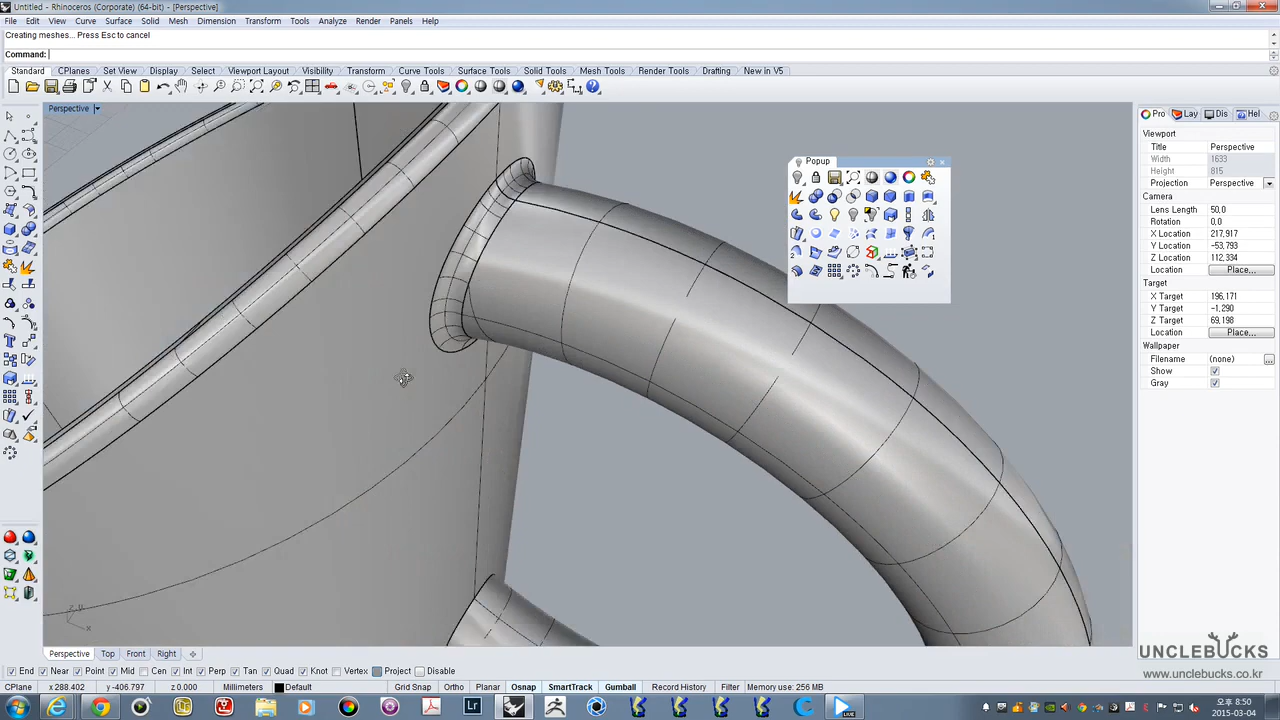 Untitled - Rhinoceros (Corporate) (64-bit) - [Perspective]
File Edit View Curve Surface Solid Mesh Dimension Transform Tools Analyze Render Panels Help
Creating meshes... Press Esc to cancel
Command:
Standard CPlanes Set View Display Select Viewport Layout Visibility Transform Curve Tools Surface Tools Solid Tools Mesh Tools Render Tools Drafting New in V5
Perspective
Popup
Pro Lay Dis Hel
Viewport
Title Perspective
Width 1633
Height 815
Projection Perspective
Camera
Lens Length 50,0
Rotation 0,0
X Location 217,917
Y Location -53,793
Z Location 112,334
Location Place...
Target
X Target 196,171
Y Target -1,290
Z Target 69,198
Location Place...
Wallpaper
Filename (none) ...
Show
Gray
x
Perspective Top Front Right
End Near Point Mid Cen Int Perp Tan Quad Knot Vertex Project Disable
CPlane x 288.402 y -406.797 z 0.000 Millimeters Default Grid Snap Ortho Planar Osnap SmartTrack Gumball Record History Filter Memory use: 256 MB
UNCLEBUCKS
www.unclebucks.co.kr
Lr LIVE
오후 8:50
2015-03-04